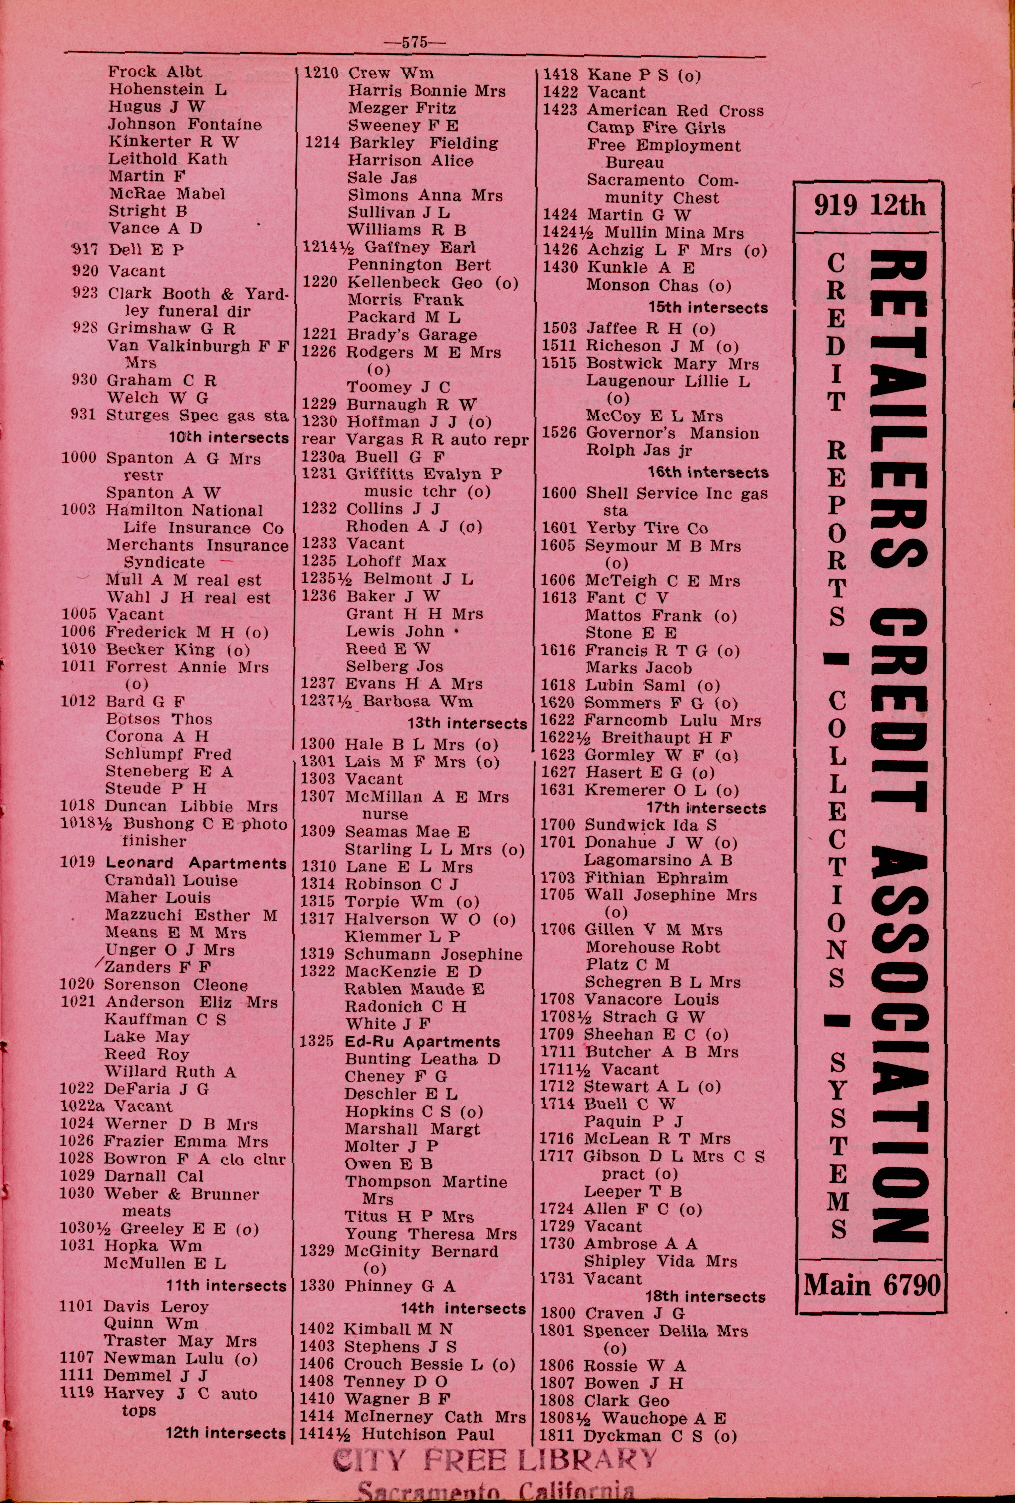 —575—
Frock Albt
Hohenstein L
Hugus J W
Johnson Fontaine
Kinkerter R W
Leithold Kath
Martin F
McRae Mabel
Stright B
Vance A D
917 Dell E P
920 Vacant
923 Clark Booth & Yard-
ley funeral dir
928 Grimshaw G R
Van Valkinburgh F F
Mrs
930 Graham C R
Welch W G
931 Sturges Spec gas sta
10th intersects
1000 Spanton A G Mrs
restr
Spanton A W
1003 Hamilton National
Life Insurance Co
Merchants Insurance
Syndicate
Mull A M real est
Wahl J H real est
1005 Vacant
1006 Frederick M H (o)
1010 Becker King (o)
1011 Forrest Annie Mrs
(o)
1012 Bard G F
Botsos Thos
Corona A H
Schlumpf Fred
Steneberg E A
Steude P H
1018 Duncan Libbie Mrs
1018½ Bushong C E photo
finisher
1019 Leonard Apartments
Crandall Louise
Maher Louis
Mazzuchi Esther M
Means E M Mrs
Unger O J Mrs
Zanders F F
1020 Sorenson Cleone
1021 Anderson Eliz Mrs
Kauffman C S
Lake May
Reed Roy
Willard Ruth A
1022 DeFaria J G
1022a Vacant
1024 Werner D B Mrs
1026 Frazier Emma Mrs
1028 Bowron F A clo clnr
1029 Darnall Cal
1030 Weber & Brunner
meats
1030½ Greeley E E (o)
1031 Hopka Wm
McMullen E L
11th intersects
1101 Davis Leroy
Quinn Wm
Traster May Mrs
1107 Newman Lulu (o)
1111 Demmel J J
1119 Harvey J C auto
tops
12th intersects
1210 Crew Wm
Harris Bonnie Mrs
Mezger Fritz
Sweeney F E
1214 Barkley Fielding
Harrison Alice
Sale Jas
Simons Anna Mrs
Sullivan J L
Williams R B
1214½ Gaffney Earl
Pennington Bert
1220 Kellenbeck Geo (o)
Morris Frank
Packard M L
1221 Brady's Garage
1226 Rodgers M E Mrs
(o)
Toomey J C
1229 Burnaugh R W
1230 Hoffman J J (o)
rear Vargas R R auto repr
1230a Buell G F
1231 Griffitts Evalyn P
music tchr (o)
1232 Collins J J
Rhoden A J (o)
1233 Vacant
1235 Lohoff Max
1235½ Belmont J L
1236 Baker J W
Grant H H Mrs
Lewis John
Reed E W
Selberg Jos
1237 Evans H A Mrs
1237½ Barbosa Wm
13th intersects
1300 Hale B L Mrs (o)
1301 Lais M F Mrs (o)
1303 Vacant
1307 McMillan A E Mrs
nurse
1309 Seamas Mae E
Starling L L Mrs (o)
1310 Lane E L Mrs
1314 Robinson C J
1315 Torpie Wm (o)
1317 Halverson W O (o)
Klemmer L P
1319 Schumann Josephine
1322 MacKenzie E D
Rablen Maude E
Radonich C H
White J F
1325 Ed-Ru Apartments
Bunting Leatha D
Cheney F G
Deschler E L
Hopkins C S (o)
Marshall Margt
Molter J P
Owen E B
Thompson Martine
Mrs
Titus H P Mrs
Young Theresa Mrs
1329 McGinity Bernard
(o)
1330 Phinney G A
14th intersects
1402 Kimball M N
1403 Stephens J S
1406 Crouch Bessie L (o)
1408 Tenney D O
1410 Wagner B F
1414 McInerney Cath Mrs
1414½ Hutchison Paul
1418 Kane P S (o)
1422 Vacant
1423 American Red Cross
Camp Fire Girls
Free Employment
Bureau
Sacramento Com-
munity Chest
1424 Martin G W
1424½ Mullin Mina Mrs
1426 Achzig L F Mrs (o)
1430 Kunkle A E
Monson Chas (o)
15th intersects
1503 Jaffee R H (o)
1511 Richeson J M (o)
1515 Bostwick Mary Mrs
Laugenour Lillie L
(o)
McCoy E L Mrs
1526 Governor's Mansion
Rolph Jas jr
16th intersects
1600 Shell Service Inc gas
sta
1601 Yerby Tire Co
1605 Seymour M B Mrs
(o)
1606 McTeigh C E Mrs
1613 Fant C V
Mattos Frank (o)
Stone E E
1616 Francis R T G (o)
Marks Jacob
1618 Lubin Saml (o)
1620 Sommers F G (o)
1622 Farncomb Lulu Mrs
1622½ Breithaupt H F
1623 Gormley W F (o)
1627 Hasert E G (o)
1631 Kremerer O L (o)
17th intersects
1700 Sundwick Ida S
1701 Donahue J W (o)
Lagomarsino A B
1703 Fithian Ephraim
1705 Wall Josephine Mrs
(o)
1706 Gillen V M Mrs
Morehouse Robt
Platz C M
Schegren B L Mrs
1708 Vanacore Louis
1708½ Strach G W
1709 Sheehan E C (o)
1711 Butcher A B Mrs
1711½ Vacant
1712 Stewart A L (o)
1714 Buell C W
Paquin P J
1716 McLean R T Mrs
1717 Gibson D L Mrs C S
pract (o)
Leeper T B
1724 Allen F C (o)
1729 Vacant
1730 Ambrose A A
Shipley Vida Mrs
1731 Vacant
18th intersects
1800 Craven J G
1801 Spencer Delila Mrs
(o)
1806 Rossie W A
1807 Bowen J H
1808 Clark Geo
1808½ Wauchope A E
1811 Dyckman C S (o)
919 12th
RETAILERS CREDIT ASSOCIATION
CREDIT REPORTS - COLLECTIONS - SYSTEMS
Main 6790
CITY FREE LIBRARY
Sacramento, California